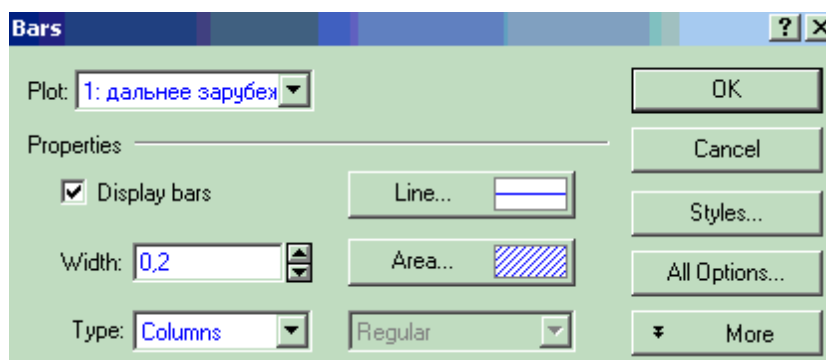 Bars
Plot: 1: дальнее зарубеж OK
Properties Cancel
Display bars Line... Styles...
Width: 0,2 Area... All Options...
Type: Columns Regular More